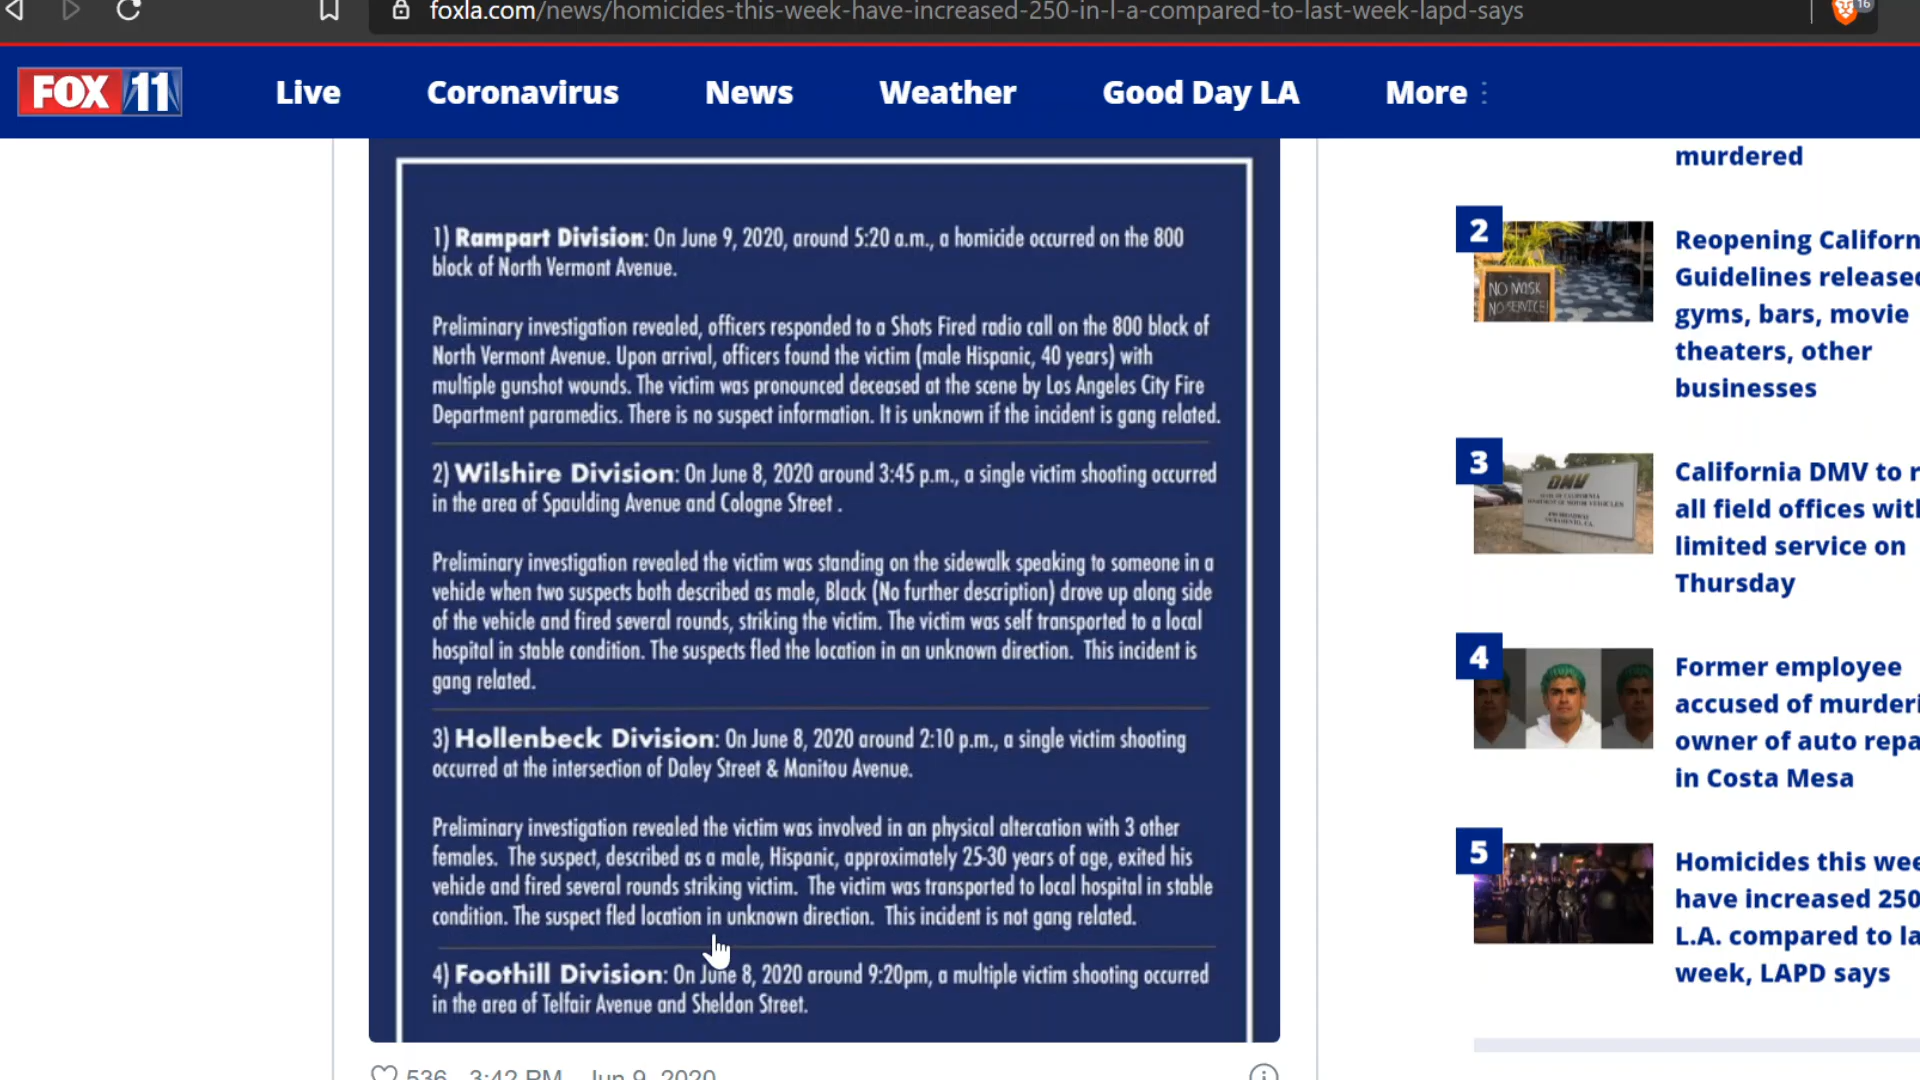 foxla.com/news/homicides-this-week-have-increased-250-in-l-a-compared-to-last-week-lapd-says
16
FOX 11
Live
Coronavirus
News
Weather
Good Day LA
More
1) Rampart Division: On June 9, 2020, around 5:20 a.m., a homicide occurred on the 800
block of North Vermont Avenue.
Preliminary investigation revealed, officers responded to a Shots Fired radio call on the 800 block of
North Vermont Avenue. Upon arrival, officers found the victim (male Hispanic, 40 years) with
multiple gunshot wounds. The victim was pronounced deceased at the scene by Los Angeles City Fire
Department paramedics. There is no suspect information. It is unknown if the incident is gang related.
2) Wilshire Division: On June 8, 2020 around 3:45 p.m., a single victim shooting occurred
in the area of Spaulding Avenue and Cologne Street .
Preliminary investigation revealed the victim was standing on the sidewalk speaking to someone in a
vehicle when two suspects both described as male, Black (No further description) drove up along side
of the vehicle and fired several rounds, striking the victim. The victim was self transported to a local
hospital in stable condition. The suspects fled the location in an unknown direction. This incident is
gang related.
3) Hollenbeck Division: On June 8, 2020 around 2:10 p.m., a single victim shooting
occurred at the intersection of Daley Street & Manitou Avenue.
Preliminary investigation revealed the victim was involved in an physical altercation with 3 other
females. The suspect, described as a male, Hispanic, approximately 25-30 years of age, exited his
vehicle and fired several rounds striking victim. The victim was transported to local hospital in stable
condition. The suspect fled location in unknown direction. This incident is not gang related.
4) Foothill Division: On June 8, 2020 around 9:20pm, a multiple victim shooting occurred
in the area of Telfair Avenue and Sheldon Street.
536 3:42 PM Jun 9, 2020
murdered
2
NO MASK
NO SERVICE!
Reopening Californ
Guidelines released
gyms, bars, movie
theaters, other
businesses
3
DMV
California DMV to r
all field offices with
limited service on
Thursday
4
Former employee
accused of murderi
owner of auto repa
in Costa Mesa
5
Homicides this wee
have increased 250
L.A. compared to la
week, LAPD says